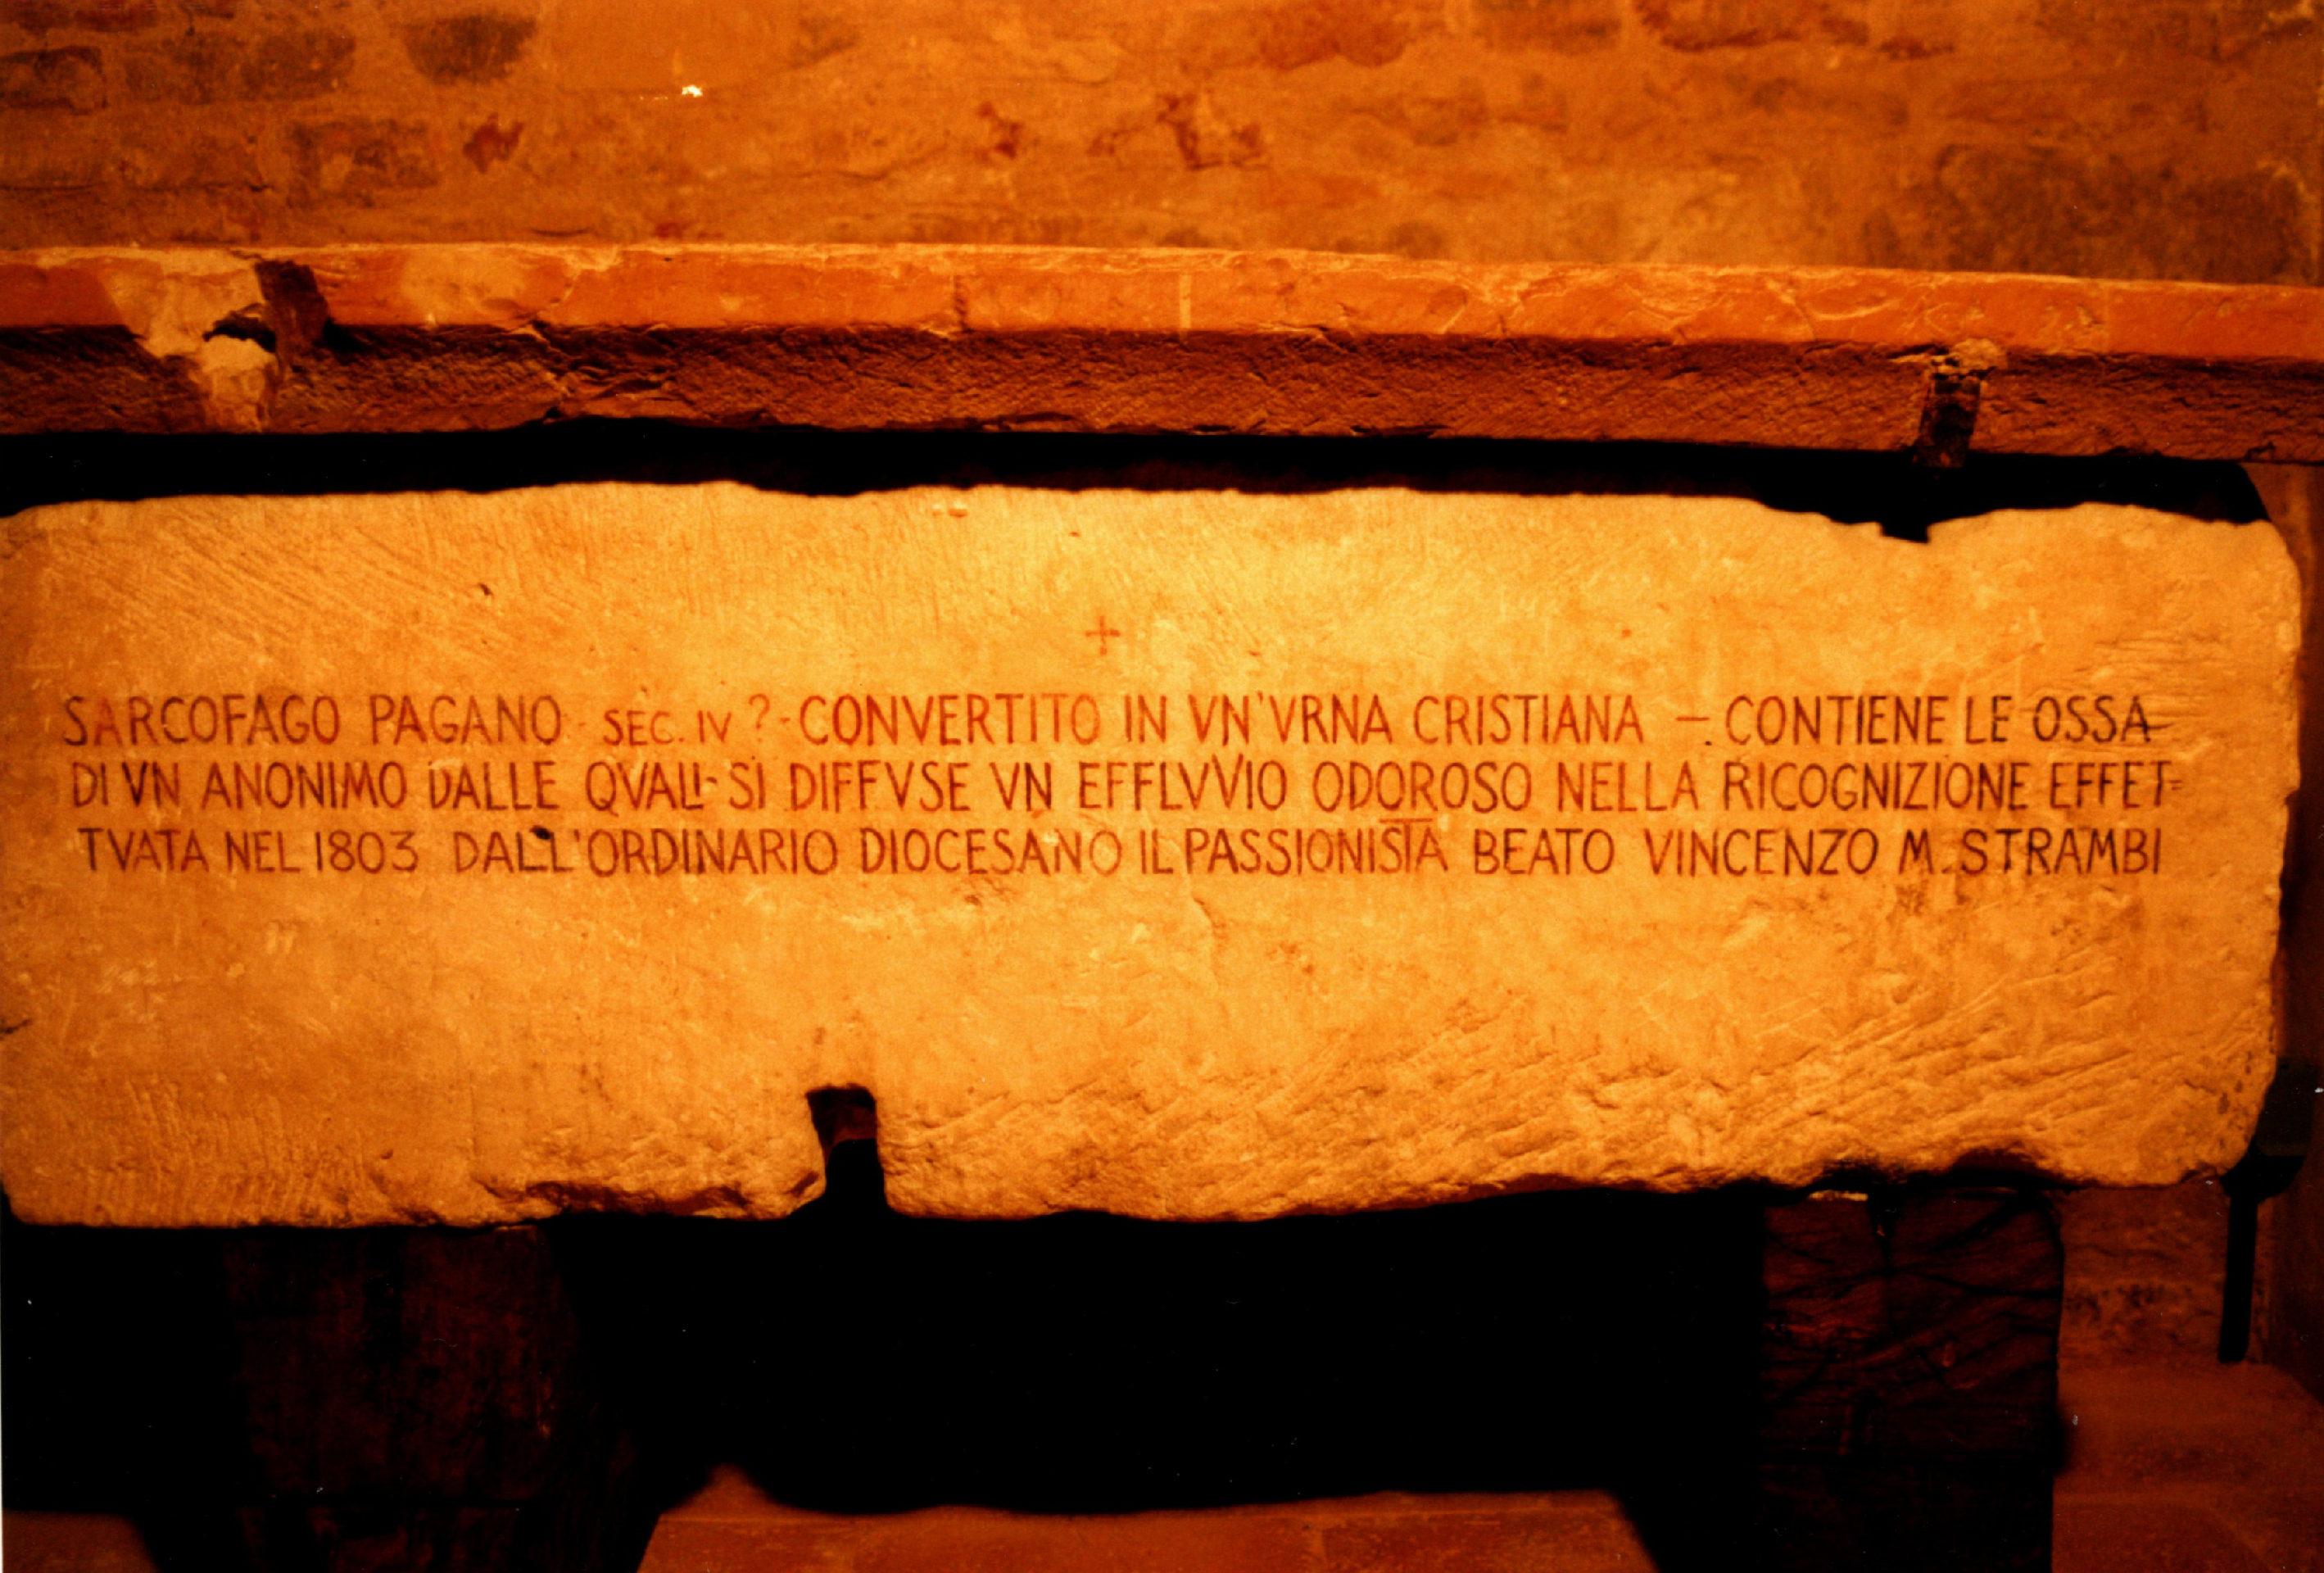 +
SARCOFAGO PAGANO - SEC. IV ? - CONVERTITO IN VN'VRNA CRISTIANA - CONTIENE LE OSSA
DI VN ANONIMO DALLE QVALI SI DIFFVSE VN EFFLVVIO ODOROSO NELLA RICOGNIZIONE EFFET=
TVATA NEL 1803 DALL'ORDINARIO DIOCESANO IL PASSIONISTA BEATO VINCENZO M. STRAMBI